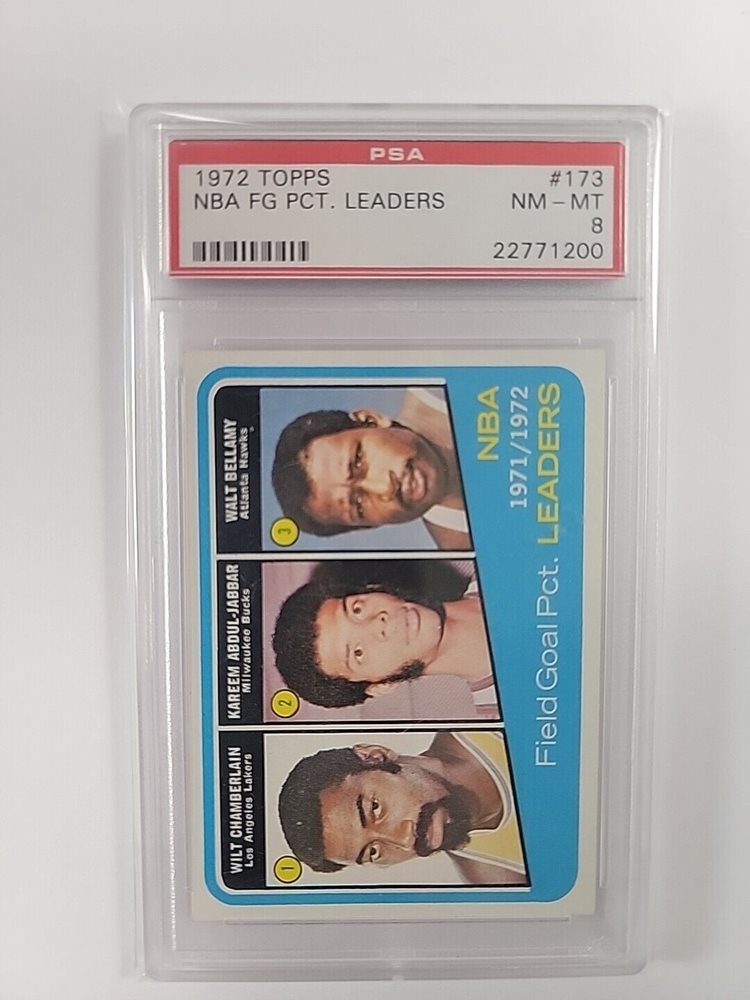 PSA
1972 TOPPS #173
NBA FG PCT. LEADERS NM - MT
8
22771200
WILT CHAMBERLAIN
Los Angeles Lakers
1
KAREEM ABDUL-JABBAR
Milwaukee Bucks
2
WALT BELLAMY
Atlanta Hawks
3
NBA
1971/1972
Field Goal Pct. LEADERS